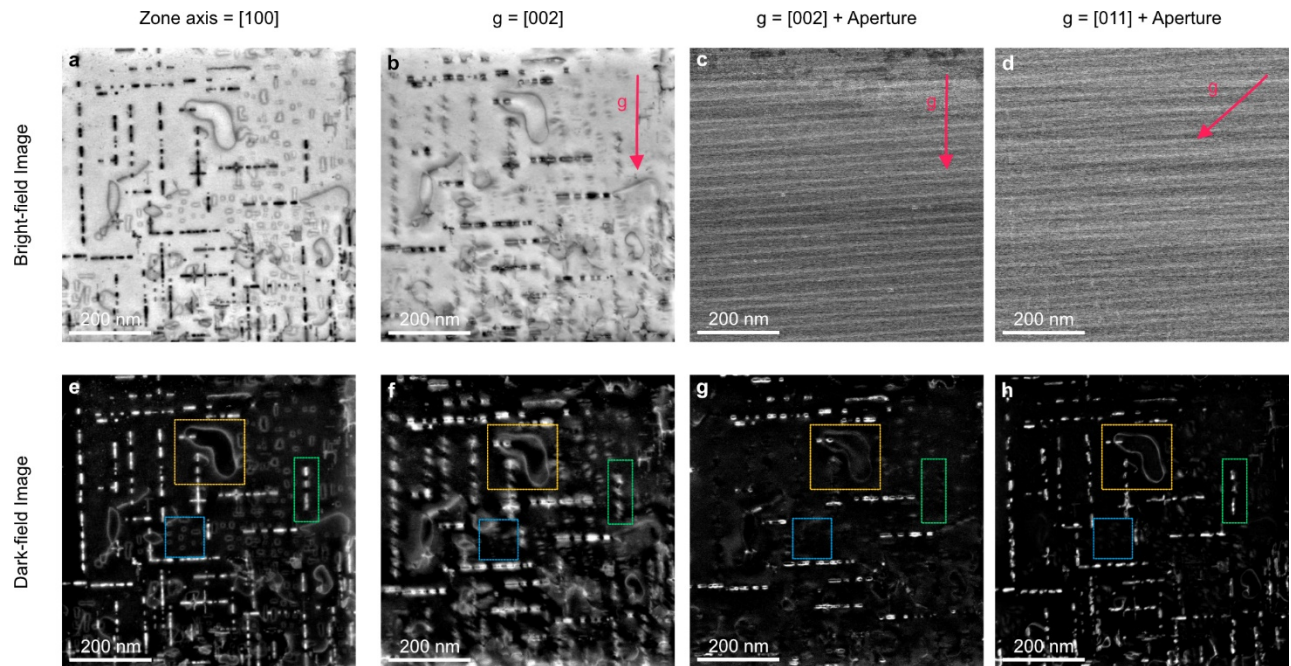 Zone axis = [100]
g = [002]
g = [002] + Aperture
g = [011] + Aperture
Bright-field Image
a
200 nm
b
g
200 nm
c
g
200 nm
d
g
200 nm
Dark-field Image
e
200 nm
f
200 nm
g
200 nm
h
200 nm